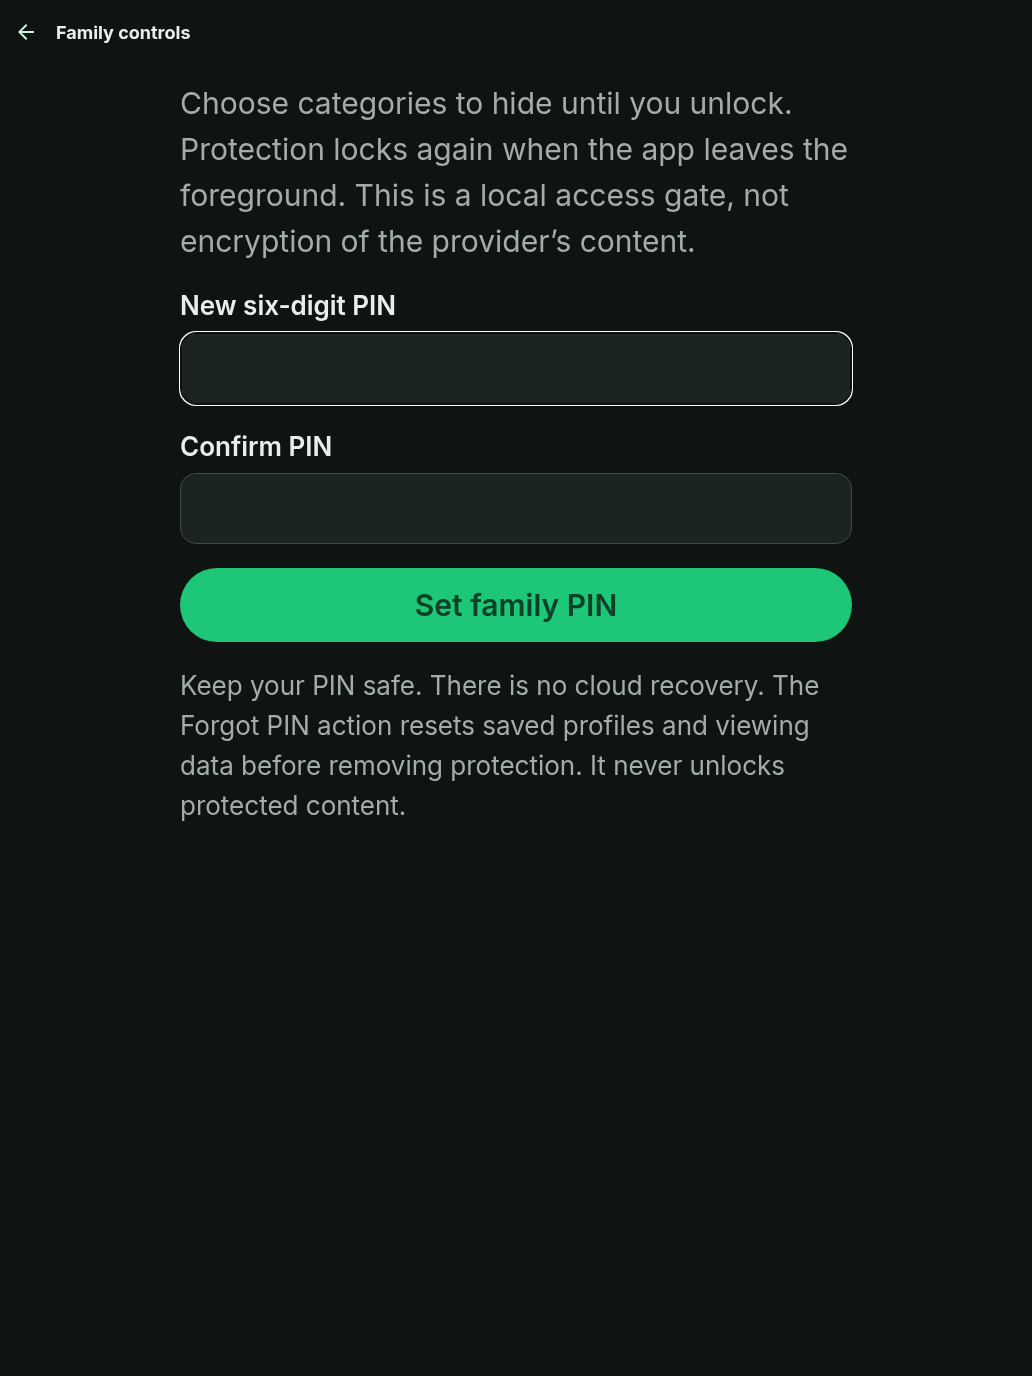 Family controls
Choose categories to hide until you unlock.
Protection locks again when the app leaves the
foreground. This is a local access gate, not
encryption of the provider’s content.
New six-digit PIN
Confirm PIN
Set family PIN
Keep your PIN safe. There is no cloud recovery. The
Forgot PIN action resets saved profiles and viewing
data before removing protection. It never unlocks
protected content.